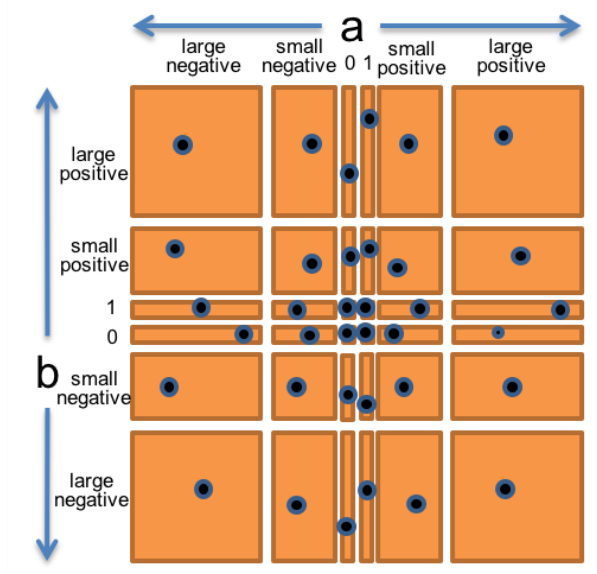 a
large
negative
small
negative
0 1
small
positive
large
positive
large
positive
small
positive
1
0
b
small
negative
large
negative